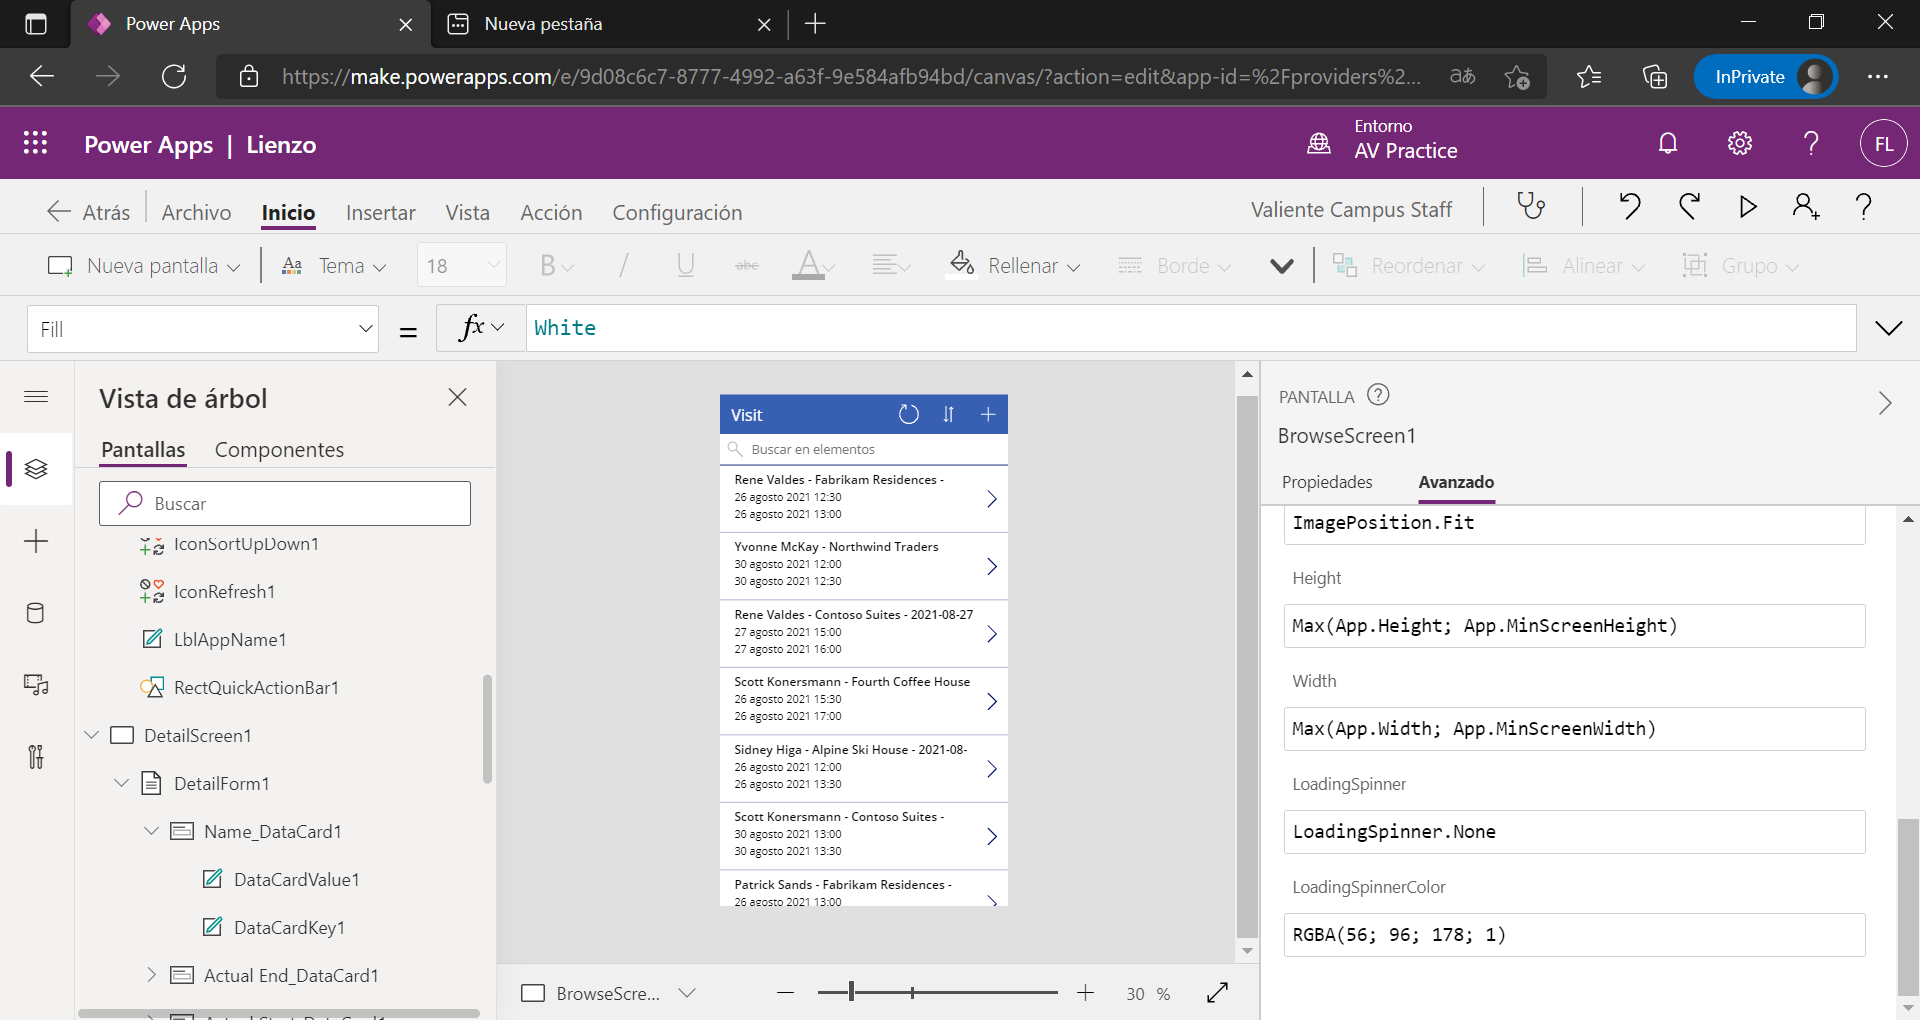 Power Apps
Nueva pestaña
https://make.powerapps.com/e/9d08c6c7-8777-4992-a63f-9e584afb94bd/canvas/?action=edit&app-id=%2Fproviders%2...
aあ
InPrivate
Power Apps | Lienzo
Entorno
AV Practice
FL
Atrás
Archivo
Inicio
Insertar
Vista
Acción
Configuración
Valiente Campus Staff
Nueva pantalla
Aa
Tema
18
B
/
U
abc
A
Rellenar
Borde
Reordenar
Alinear
Grupo
Fill
=
fx
White
Vista de árbol
Pantallas
Componentes
Buscar
IconSortUpDown1
IconRefresh1
LblAppName1
RectQuickActionBar1
DetailScreen1
DetailForm1
Name_DataCard1
DataCardValue1
DataCardKey1
Actual End_DataCard1
Visit
Buscar en elementos
Rene Valdes - Fabrikam Residences -
26 agosto 2021 12:30
26 agosto 2021 13:00
Yvonne McKay - Northwind Traders
30 agosto 2021 12:00
30 agosto 2021 12:30
Rene Valdes - Contoso Suites - 2021-08-27
27 agosto 2021 15:00
27 agosto 2021 16:00
Scott Konersmann - Fourth Coffee House
26 agosto 2021 15:30
26 agosto 2021 17:00
Sidney Higa - Alpine Ski House - 2021-08-
26 agosto 2021 12:00
26 agosto 2021 13:30
Scott Konersmann - Contoso Suites -
30 agosto 2021 13:00
30 agosto 2021 13:30
Patrick Sands - Fabrikam Residences -
26 agosto 2021 13:00
BrowseScre...
30 %
PANTALLA
BrowseScreen1
Propiedades
Avanzado
ImagePosition.Fit
Height
Max(App.Height; App.MinScreenHeight)
Width
Max(App.Width; App.MinScreenWidth)
LoadingSpinner
LoadingSpinner.None
LoadingSpinnerColor
RGBA(56; 96; 178; 1)